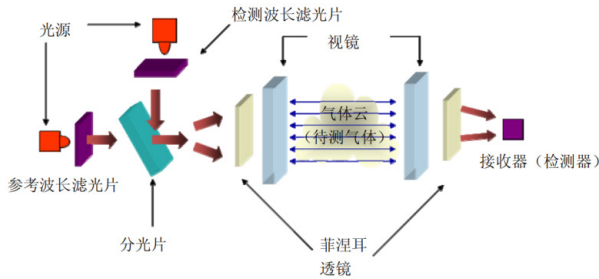 光源
检测波长滤光片
视镜
气体云
（待测气体）
参考波长滤光片
接收器（检测器）
分光片
菲涅耳
透镜